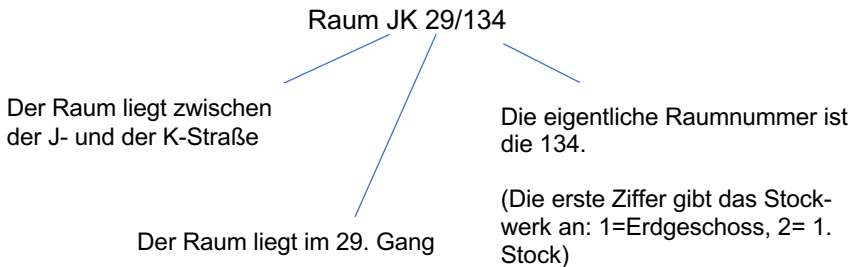 Raum JK 29/134
Der Raum liegt zwischen
der J- und der K-Straße
Der Raum liegt im 29. Gang
Die eigentliche Raumnummer ist
die 134.
(Die erste Ziffer gibt das Stock-
werk an: 1=Erdgeschoss, 2= 1.
Stock)